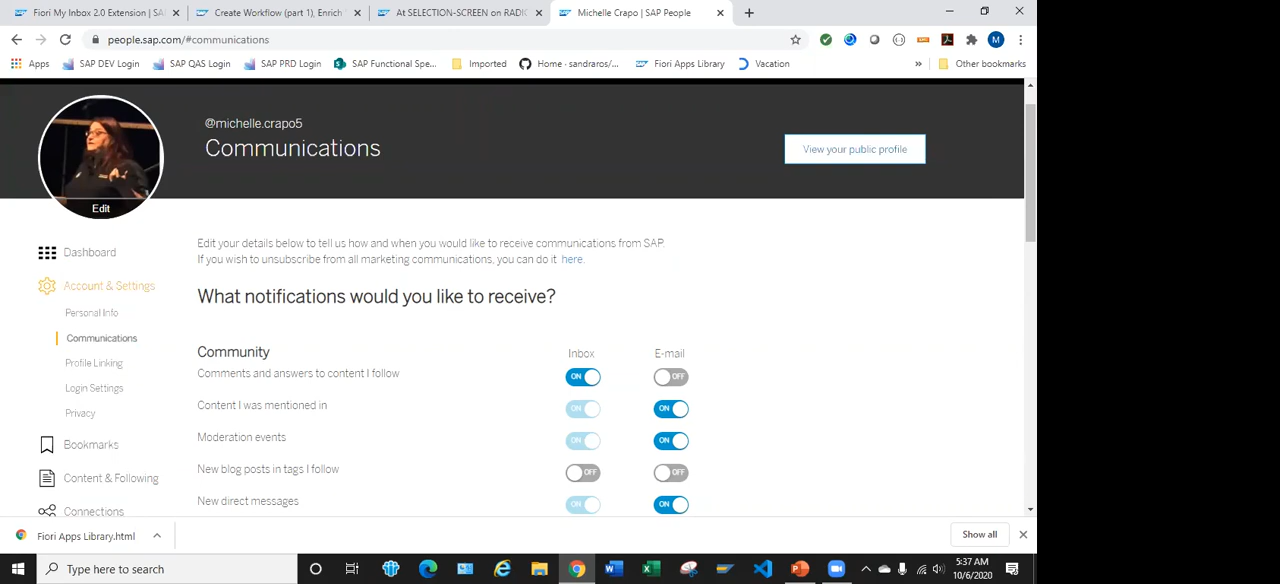 Fiori My Inbox 2.0 Extension | SA
Create Workflow (part 1), Enrich
At SELECTION-SCREEN on RADIO
Michelle Crapo | SAP People
people.sap.com/#communications
Apps
SAP DEV Login
SAP QAS Login
SAP PRD Login
SAP Functional Spe...
Imported
Home · sandraros/...
Fiori Apps Library
Vacation
»
Other bookmarks
@michelle.crapo5
Communications
View your public profile
Edit
Dashboard
Account & Settings
Personal Info
Communications
Profile Linking
Login Settings
Privacy
Bookmarks
Content & Following
Connections
Edit your details below to tell us how and when you would like to receive communications from SAP.
If you wish to unsubscribe from all marketing communications, you can do it here.
What notifications would you like to receive?
Community Inbox E-mail
Comments and answers to content I follow ON OFF
Content I was mentioned in ON ON
Moderation events ON ON
New blog posts in tags I follow OFF OFF
New direct messages ON ON
Fiori Apps Library.html
Show all
Type here to search
5:37 AM
10/6/2020